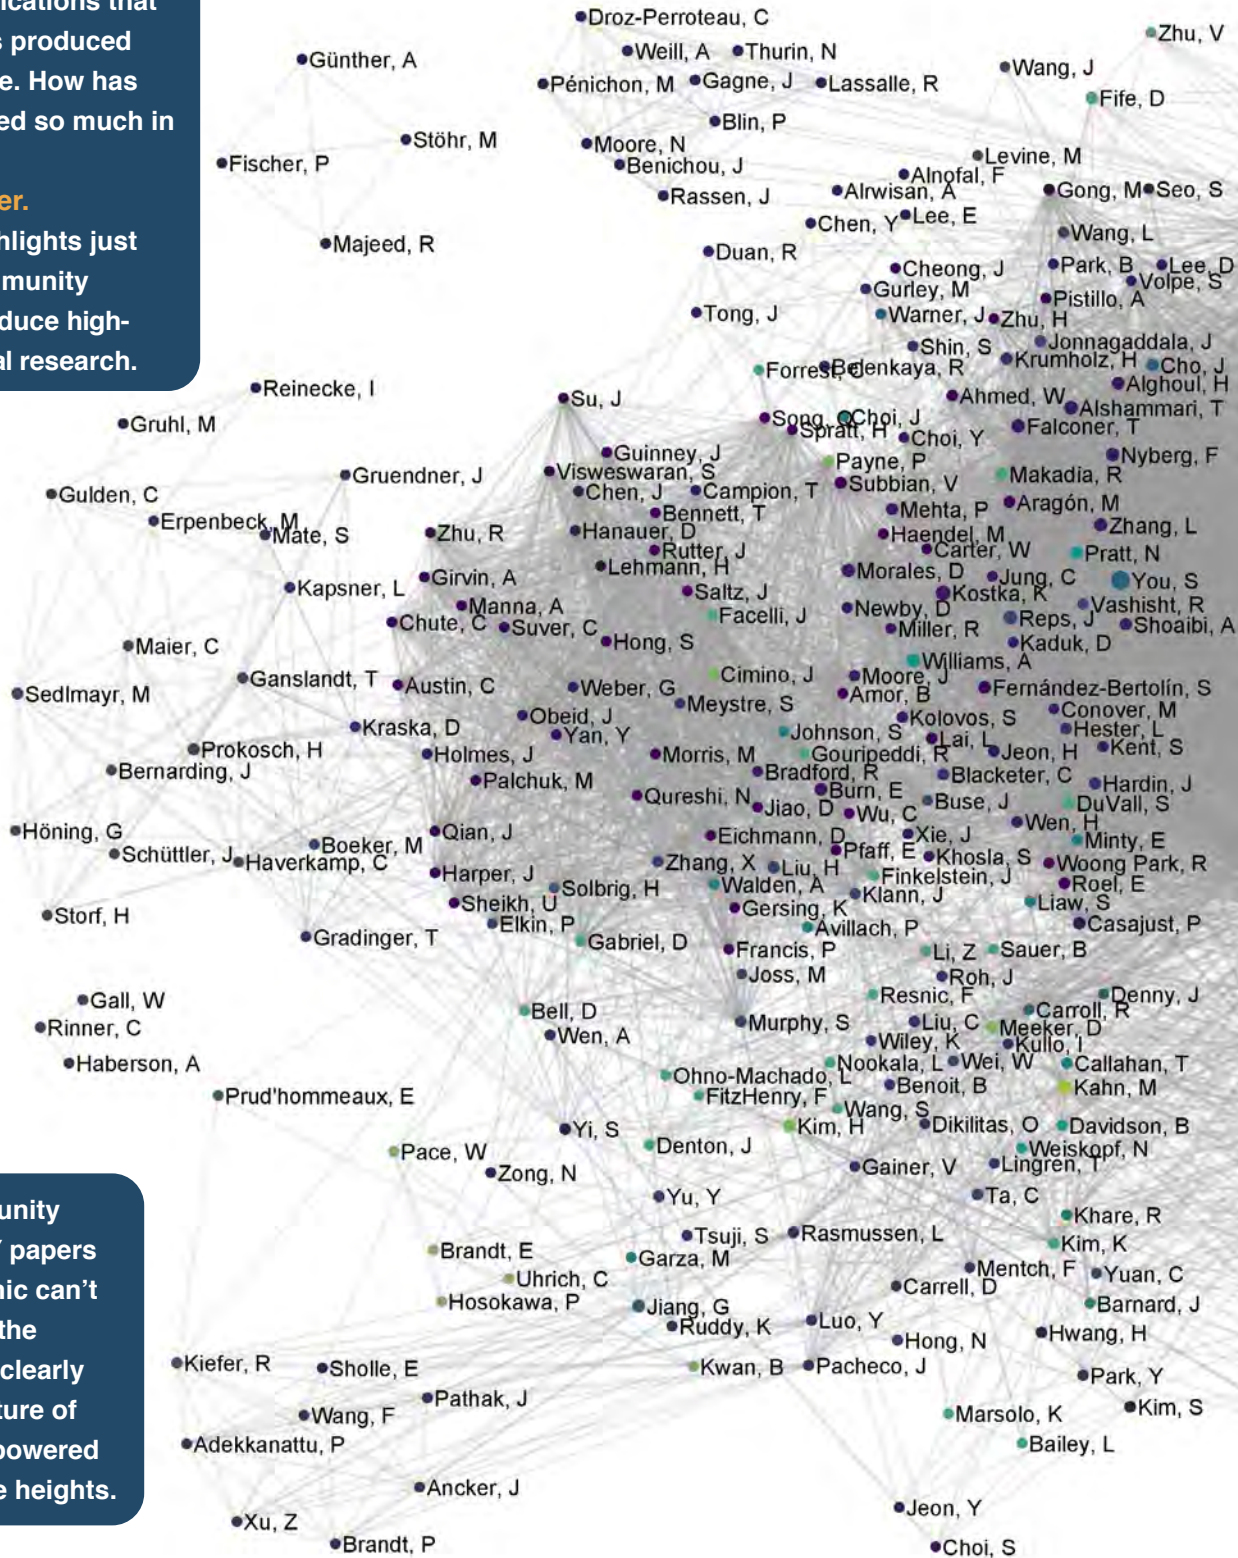 ications that
s produced
e. How has
ed so much in
er.
hlights just
munity
duce high-
al research.
Droz-Perroteau, C
Zhu, V
Weill, A
Thurin, N
Günther, A
Wang, J
Pénichon, M
Gagne, J
Lassalle, R
Fife, D
Blin, P
Stöhr, M
Moore, N
Levine, M
Fischer, P
Benichou, J
Alnofal, F
Rassen, J
Alrwisan, A
Gong, M
Seo, S
Chen, Y
Lee, E
Wang, L
Majeed, R
Duan, R
Cheong, J
Park, B
Lee, D
Volpe, S
Gurley, M
Pistillo, A
Tong, J
Warner, J
Zhu, H
Shin, S
Jonnagaddala, J
Krumholz, H
Cho, J
Forrest, C
Belenkaya, R
Alghoul, H
Reinecke, I
Su, J
Ahmed, W
Alshammari, T
Gruhl, M
Song,
Choi, J
Spratt, H
Choi, Y
Falconer, T
Guinney, J
Payne, P
Nyberg, F
Gruendner, J
Visweswaran, S
Subbian, V
Makadia, R
Gulden, C
Chen, J
Campion, T
Aragón, M
Erpenbeck, M
Bennett, T
Mehta, P
Zhang, L
Mate, S
Zhu, R
Hanauer, D
Haendel, M
Rutter, J
Carter, W
Pratt, N
Lehmann, H
Morales, D
Jung, C
You, S
Kapsner, L
Girvin, A
Saltz, J
Kostka, K
Manna, A
Facelli, J
Newby, D
Vashisht, R
Chute, C
Suver, C
Miller, R
Reps, J
Shoaibi, A
Maier, C
Hong, S
Kaduk, D
Williams, A
Sedlmayr, M
Ganslandt, T
Austin, C
Weber, G
Cimino, J
Moore, J
Amor, B
Fernández-Bertolín, S
Meystre, S
Conover, M
Kraska, D
Obeid, J
Kolovos, S
Yan, Y
Johnson, S
Hester, L
Prokosch, H
Holmes, J
Morris, M
Gouripeddi, R
Lai, L
Jeon, H
Kent, S
Bernarding, J
Palchuk, M
Bradford, R
Blacketer, C
Hardin, J
Qureshi, N
Burn, E
Jiao, D
Wu, C
Buse, J
DuVall, S
Höning, G
Qian, J
Eichmann, D
Xie, J
Wen, H
Minty, E
Schüttler, J
Boeker, M
Pfaff, E
Khosla, S
Haverkamp, C
Zhang, X
Liu, H
Woong Park, R
Harper, J
Solbrig, H
Walden, A
Finkelstein, J
Roel, E
Klann, J
Liaw, S
Storf, H
Sheikh, U
Gersing, K
Elkin, P
Avillach, P
Casajust, P
Gradinger, T
Gabriel, D
Francis, P
Li, Z
Sauer, B
Joss, M
Roh, J
Gall, W
Resnic, F
Denny, J
Bell, D
Carroll, R
Rinner, C
Wen, A
Murphy, S
Liu, C
Meeker, D
Wiley, K
Kullo, I
Haberson, A
Nookala, L
Wei, W
Callahan, T
Ohno-Machado, L
Benoit, B
Kahn, M
Prud'hommeaux, E
FitzHenry, F
Wang, S
Yi, S
Kim, H
Dikilitas, O
Davidson, B
Pace, W
Denton, J
Weiskopf, N
Zong, N
Gainer, V
Lingren, T
Yu, Y
Ta, C
Khare, R
Tsuji, S
Rasmussen, L
Brandt, E
Garza, M
Kim, K
Uhrich, C
Mentch, F
Yuan, C
Hosokawa, P
Jiang, G
Carrell, D
Barnard, J
Ruddy, K
Luo, Y
Hong, N
Hwang, H
Kiefer, R
Sholle, E
Kwan, B
Pacheco, J
Park, Y
Wang, F
Pathak, J
Marsolo, K
Kim, S
Adekkanattu, P
Bailey, L
Ancker, J
Xu, Z
Jeon, Y
Brandt, P
Choi, S
unity
papers
nic can't
the
clearly
ture of
powered
e heights.